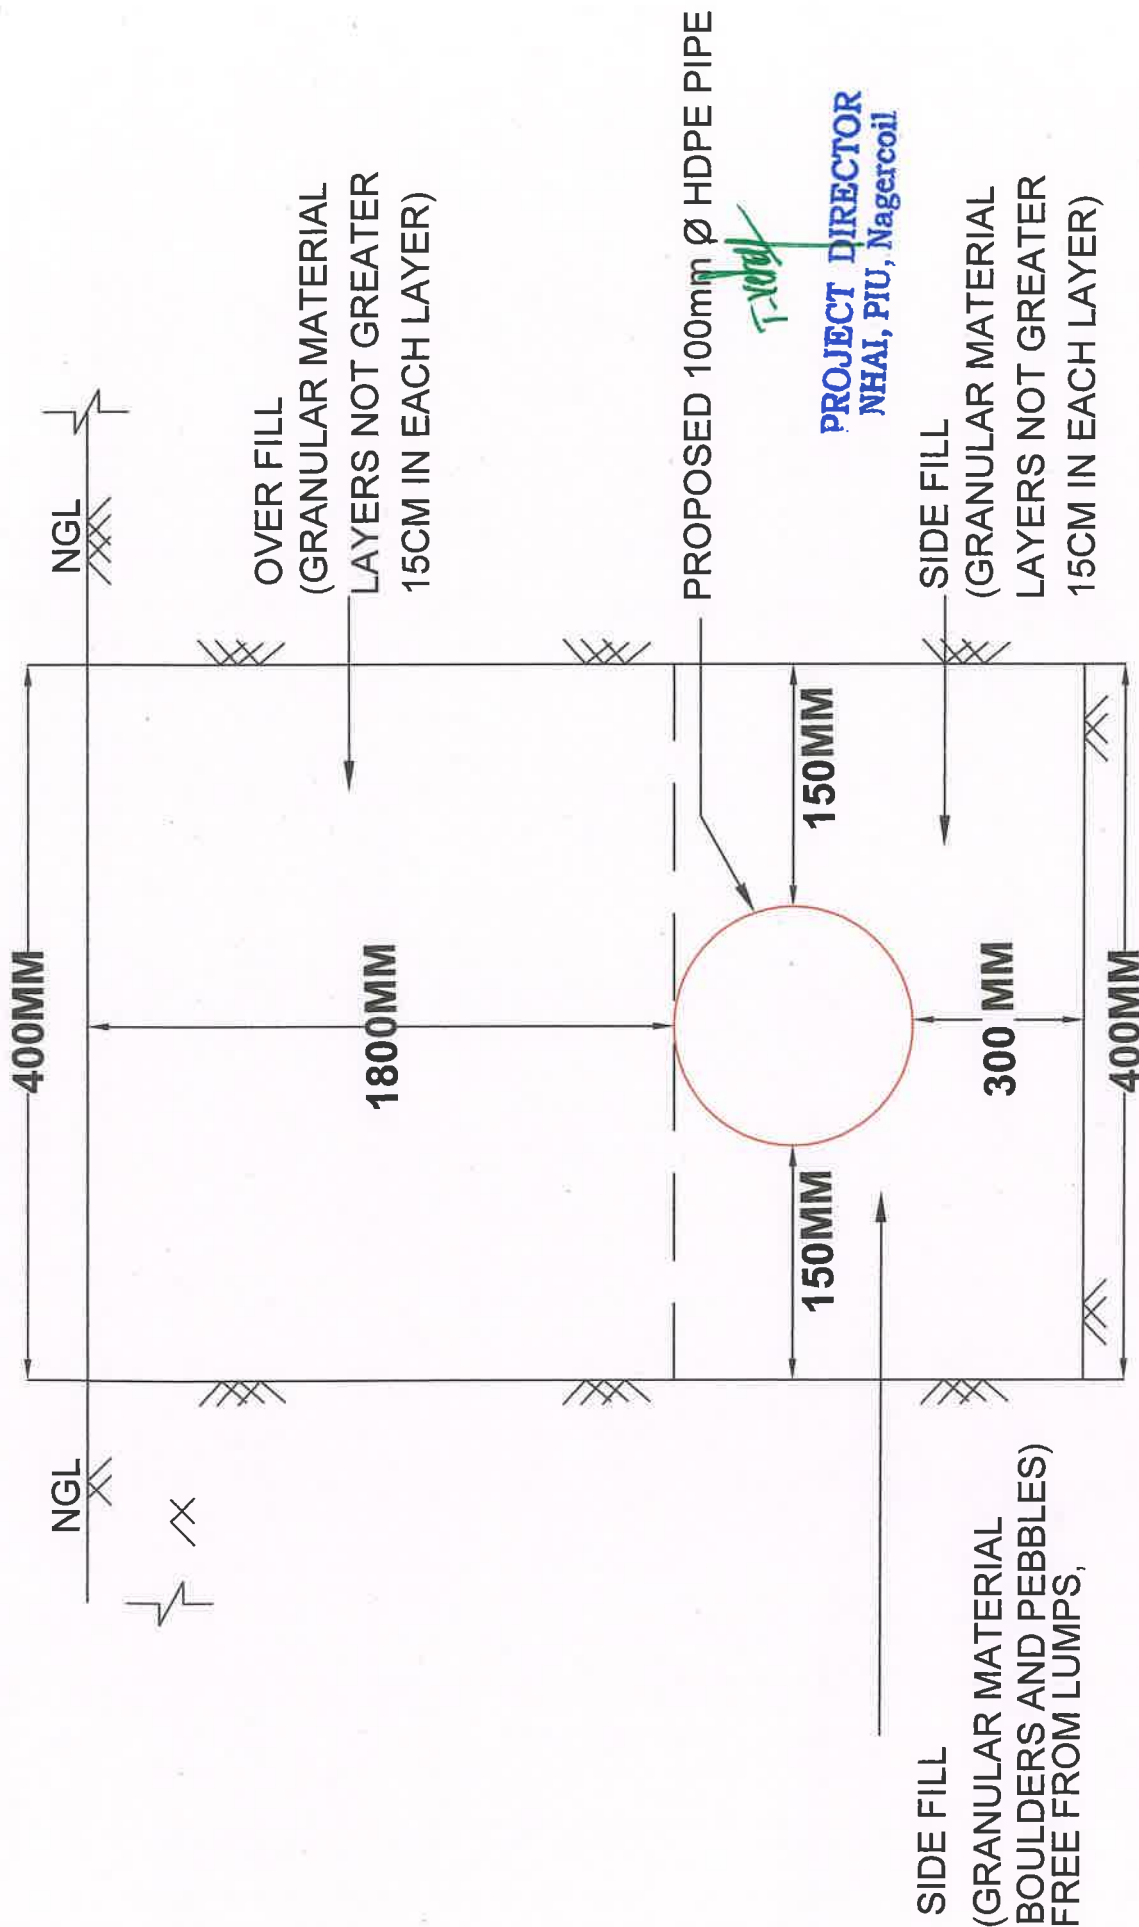 400MM
NGL
NGL
OVER FILL
(GRANULAR MATERIAL
LAYERS NOT GREATER
15CM IN EACH LAYER)
1800MM
PROPOSED 100mm Ø HDPE PIPE
PROJECT DIRECTOR
NHAI, PIU, Nagercoil
150MM
150MM
SIDE FILL
(GRANULAR MATERIAL
LAYERS NOT GREATER
15CM IN EACH LAYER)
300 MM
SIDE FILL
(GRANULAR MATERIAL
BOULDERS AND PEBBLES)
FREE FROM LUMPS,
400MM